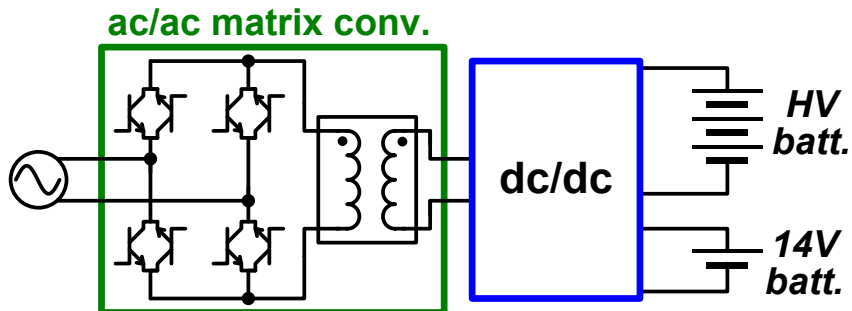 ac/ac matrix conv.
dc/dc
HV
batt.
14V
batt.